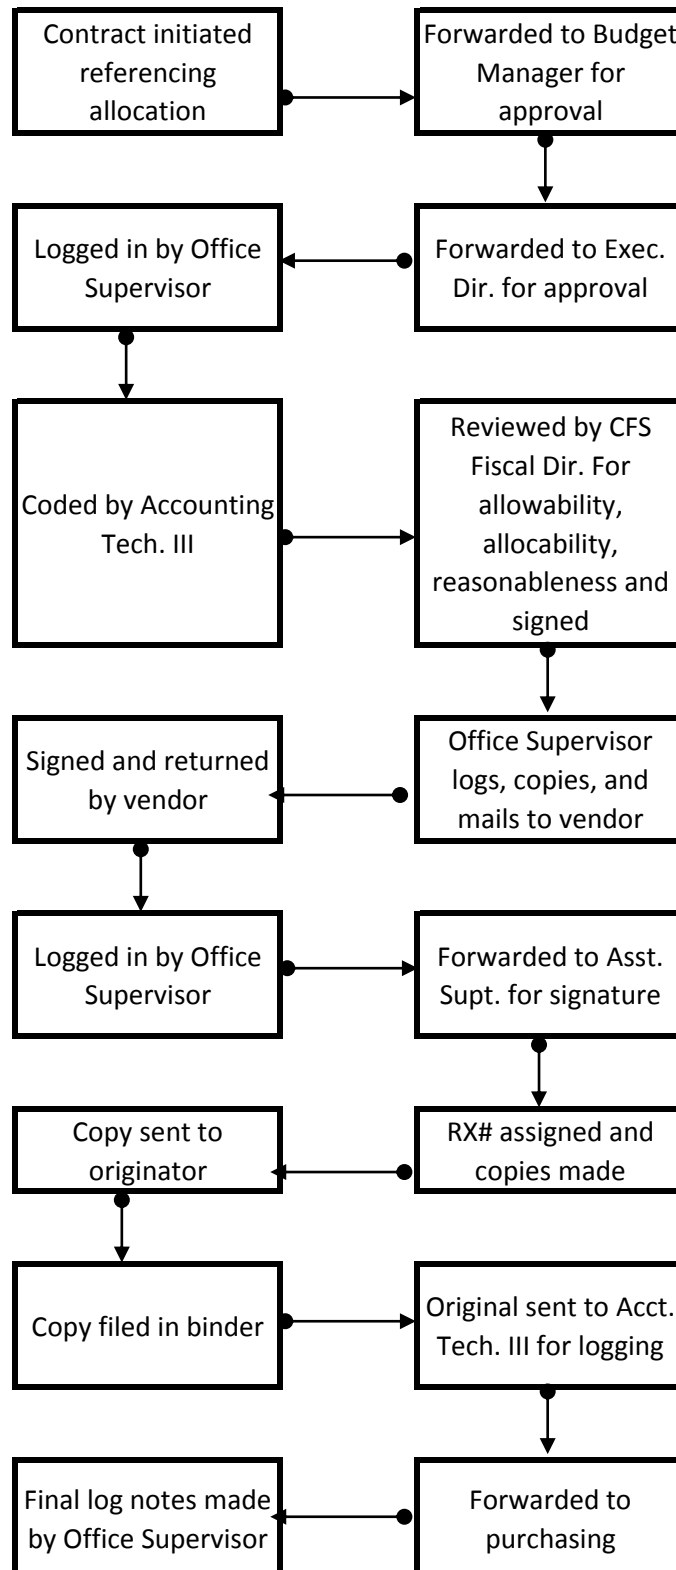 Contract initiated
referencing
allocation
Forwarded to Budget
Manager for
approval
Forwarded to Exec.
Dir. for approval
Logged in by Office
Supervisor
Coded by Accounting
Tech. III
Reviewed by CFS
Fiscal Dir. For
allowability,
allocability,
reasonableness and
signed
Office Supervisor
logs, copies, and
mails to vendor
Signed and returned
by vendor
Logged in by Office
Supervisor
Forwarded to Asst.
Supt. for signature
RX# assigned and
copies made
Copy sent to
originator
Copy filed in binder
Original sent to Acct.
Tech. III for logging
Forwarded to
purchasing
Final log notes made
by Office Supervisor